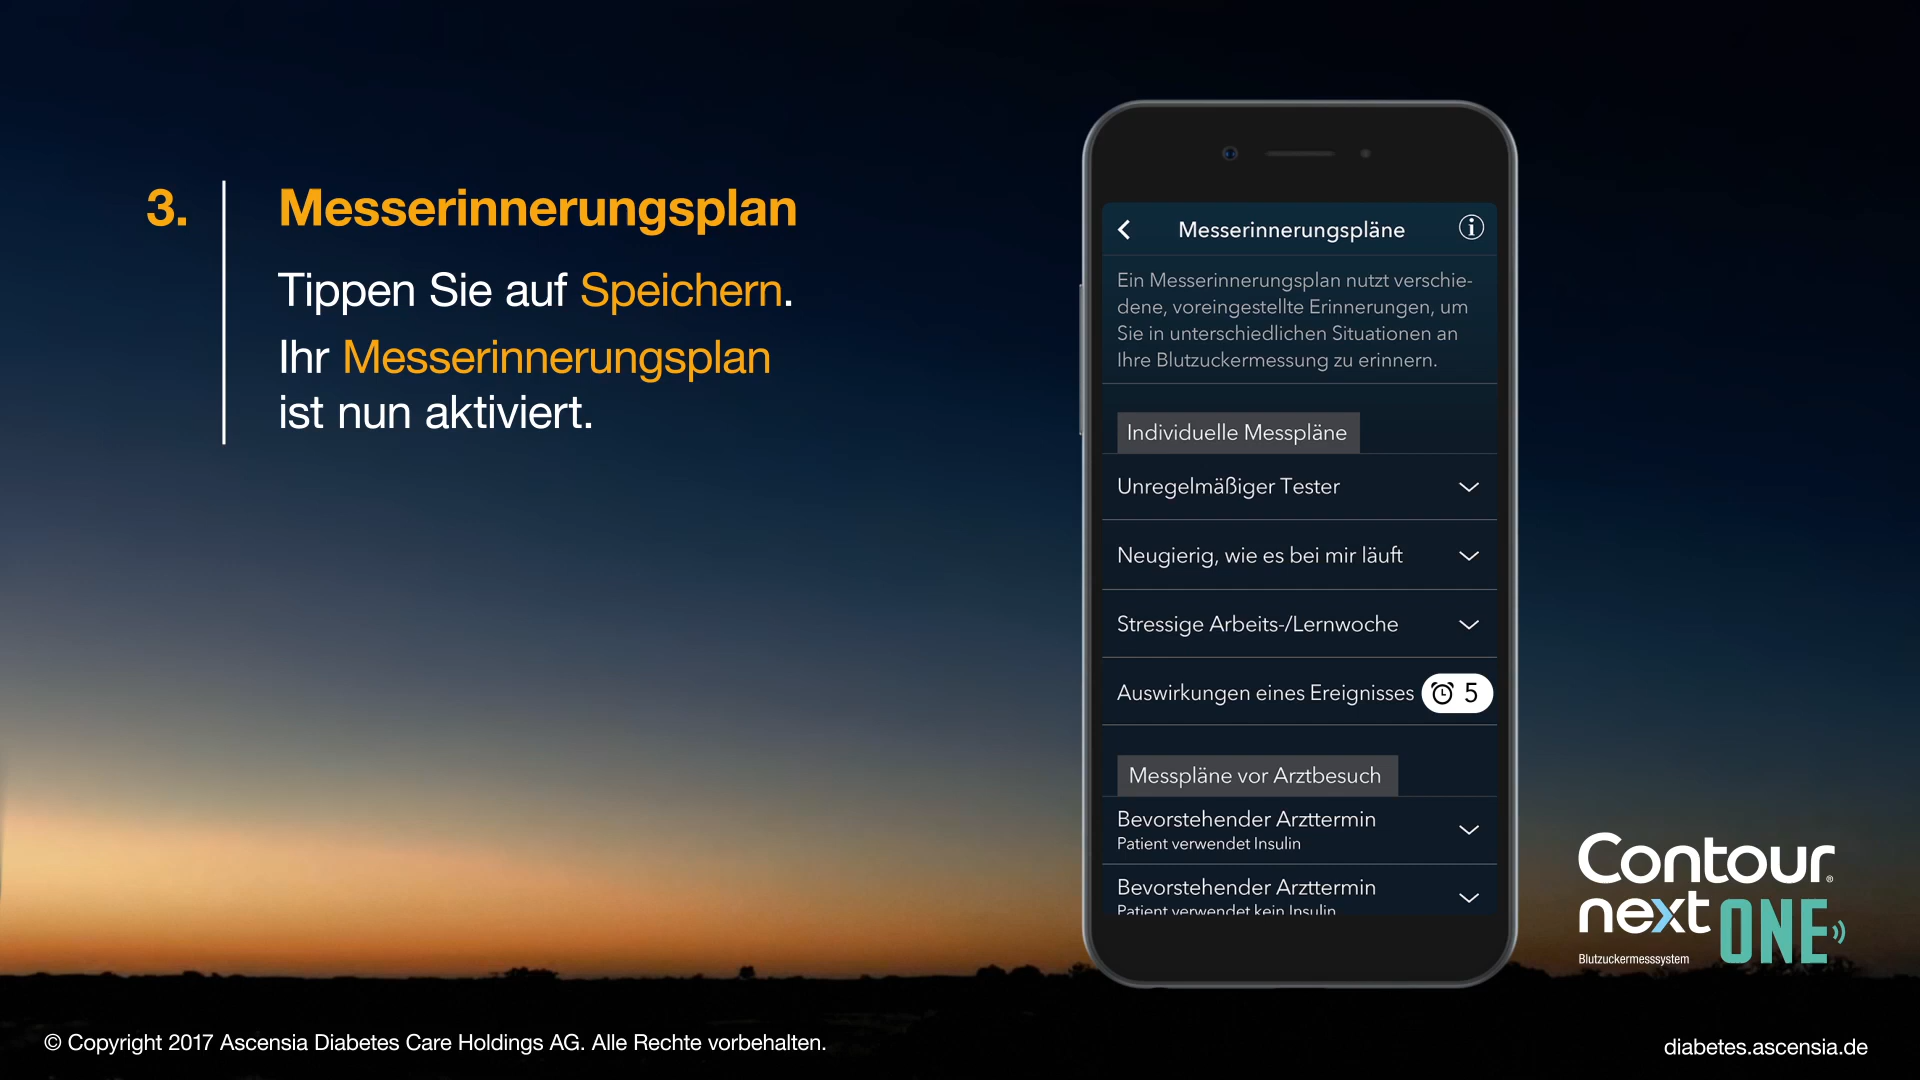 3.
Messerinnerungsplan
Tippen Sie auf Speichern.
Ihr Messerinnerungsplan
ist nun aktiviert.
Messerinnerungspläne
Ein Messerinnerungsplan nutzt verschie-
dene, voreingestellte Erinnerungen, um
Sie in unterschiedlichen Situationen an
Ihre Blutzuckermessung zu erinnern.
Individuelle Messpläne
Unregelmäßiger Tester
Neugierig, wie es bei mir läuft
Stressige Arbeits-/Lernwoche
Auswirkungen eines Ereignisses 5
Messpläne vor Arztbesuch
Bevorstehender Arzttermin
Patient verwendet Insulin
Bevorstehender Arzttermin
Patient verwendet kein Insulin
Contour®
next ONE
Blutzuckermesssystem
© Copyright 2017 Ascensia Diabetes Care Holdings AG. Alle Rechte vorbehalten.
diabetes.ascensia.de